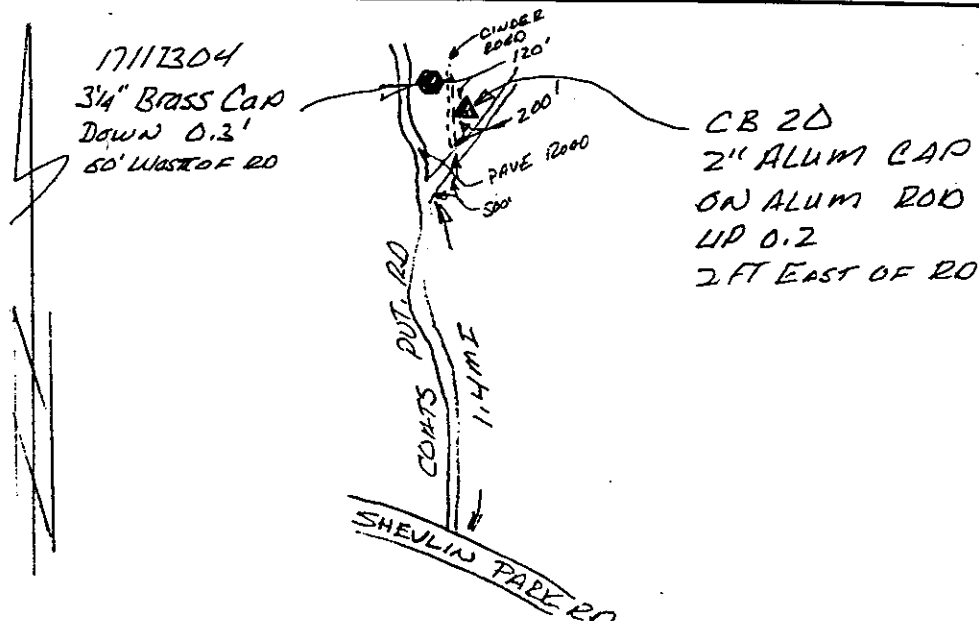 17112304
3¼" BRASS CAP
DOWN 0.3'
60' WEST OF RD
CINDER
ROAD
120'
200'
PAVE ROAD
500'
CB 20
2" ALUM CAP
ON ALUM ROD
UP 0.2
2 FT EAST OF RD
COATS PVT. RD
1.4 MI
SHEVLIN PARK RD